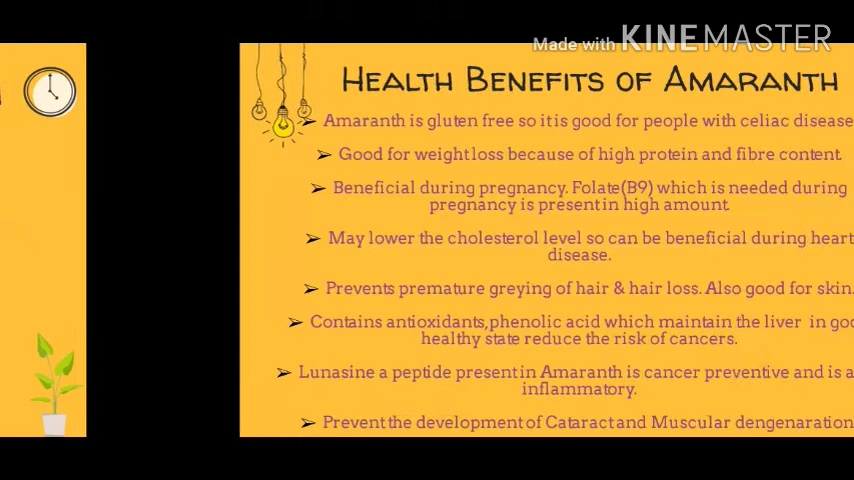 Made with KINEMASTER
HEALTH BENEFITS OF AMARANTH
➢ Amaranth is gluten free so it is good for people with celiac disease
➢ Good for weight loss because of high protein and fibre content.
➢ Beneficial during pregnancy. Folate(B9) which is needed during
pregnancy is present in high amount.
➢ May lower the cholesterol level so can be beneficial during heart
disease.
➢ Prevents premature greying of hair & hair loss. Also good for skin.
➢ Contains antioxidants,phenolic acid which maintain the liver in
healthy state reduce the risk of cancers.
➢ Lunasine a peptide present in Amaranth is cancer preventive and is
inflammatory.
➢ Prevent the development of Cataract and Muscular dengenaration